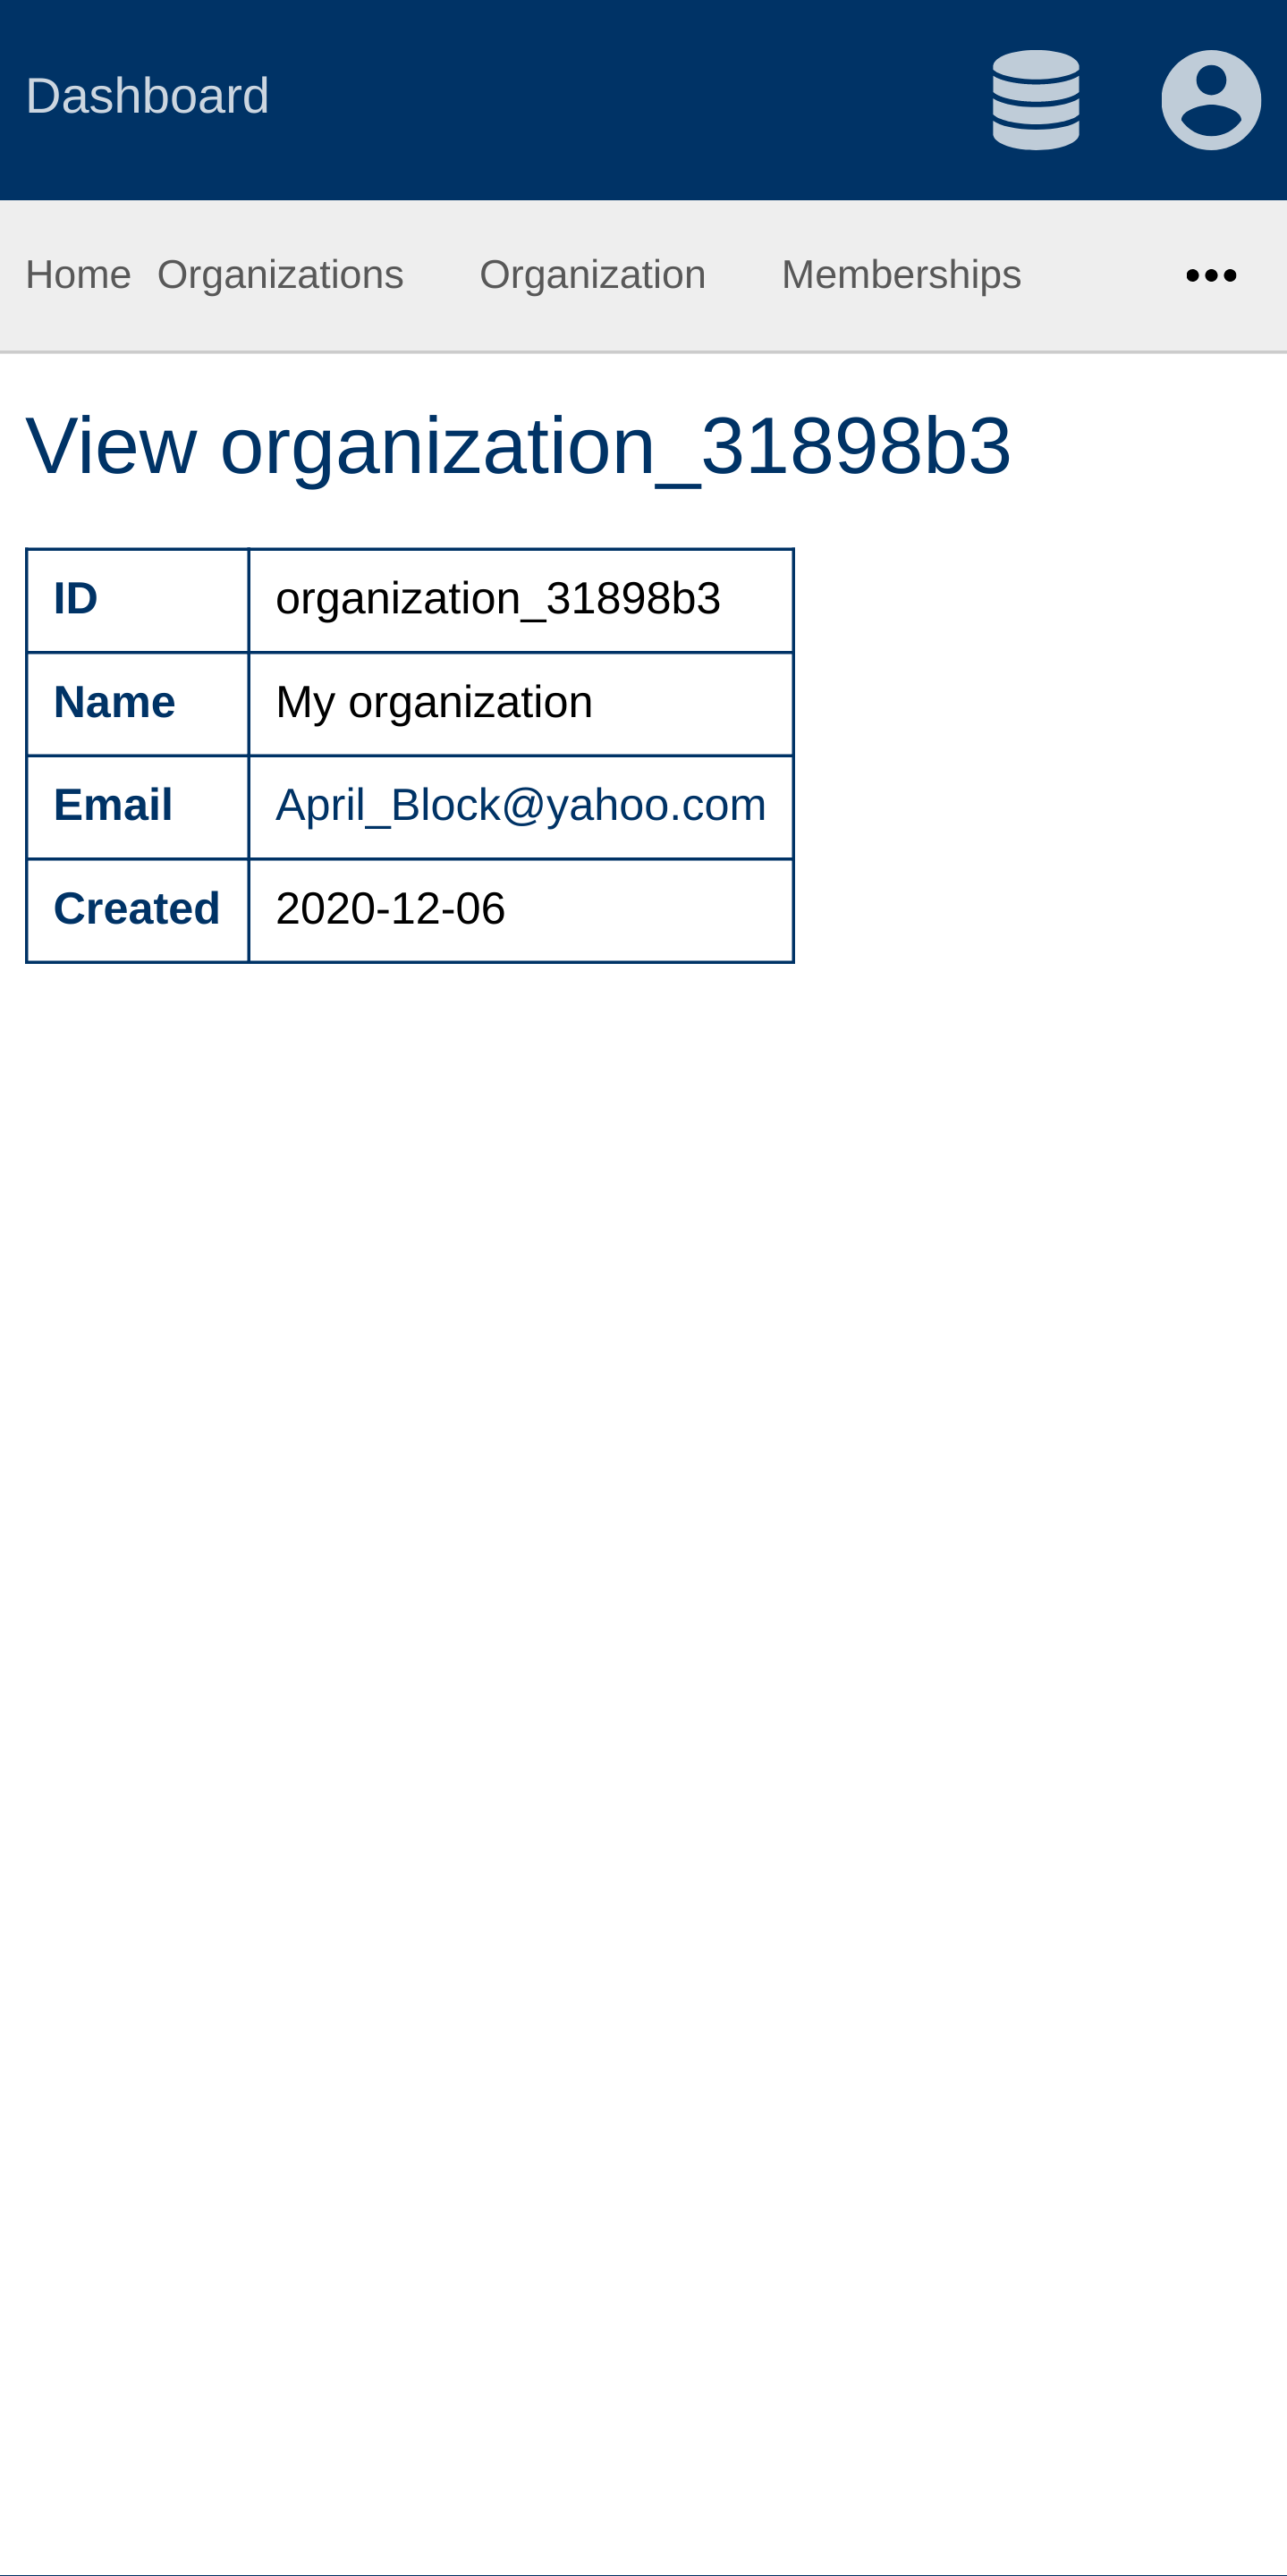 Dashboard
Home Organizations Organization Memberships
View organization_31898b3
ID organization_31898b3
Name My organization
Email April_Block@yahoo.com
Created 2020-12-06